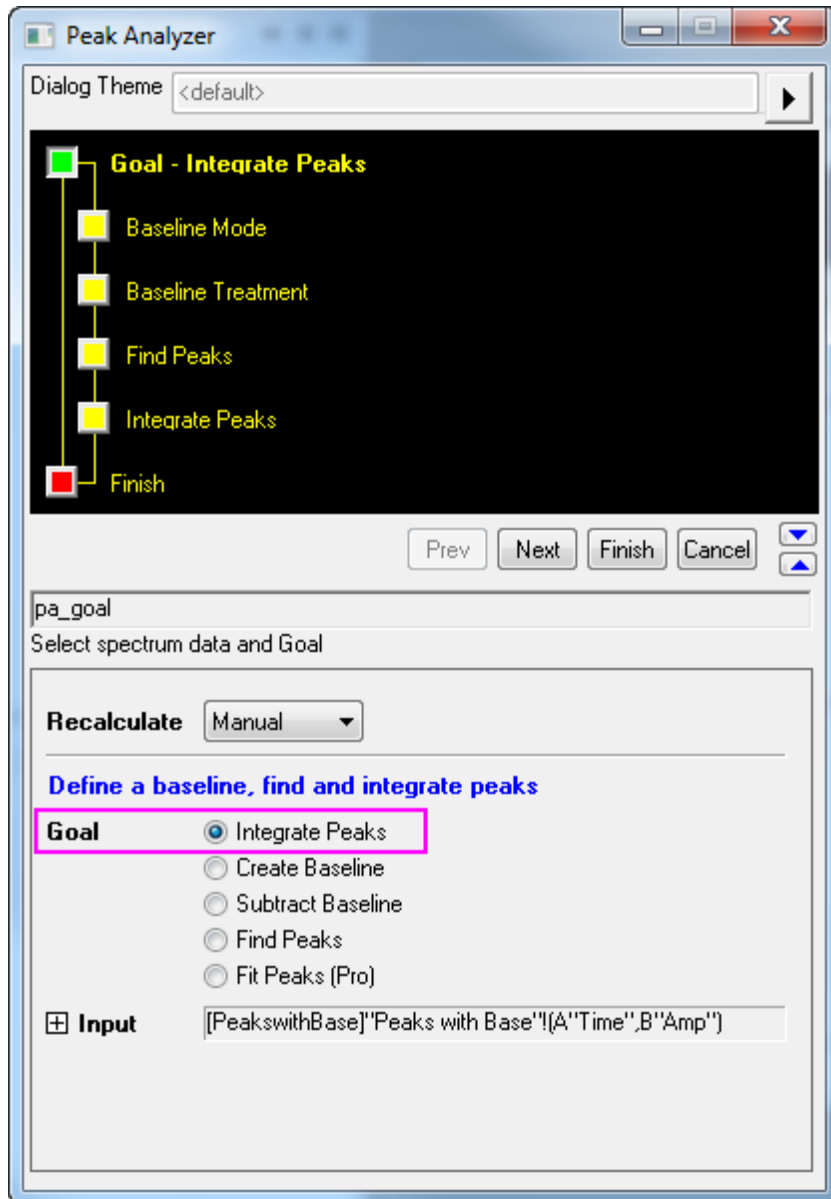 Peak Analyzer
Dialog Theme <default>
Goal - Integrate Peaks
Baseline Mode
Baseline Treatment
Find Peaks
Integrate Peaks
Finish
Prev Next Finish Cancel
pa_goal
Select spectrum data and Goal
Recalculate Manual
Define a baseline, find and integrate peaks
Goal Integrate Peaks
Create Baseline
Subtract Baseline
Find Peaks
Fit Peaks (Pro)
Input [PeakswithBase]"Peaks with Base"!(A"Time",B"Amp")